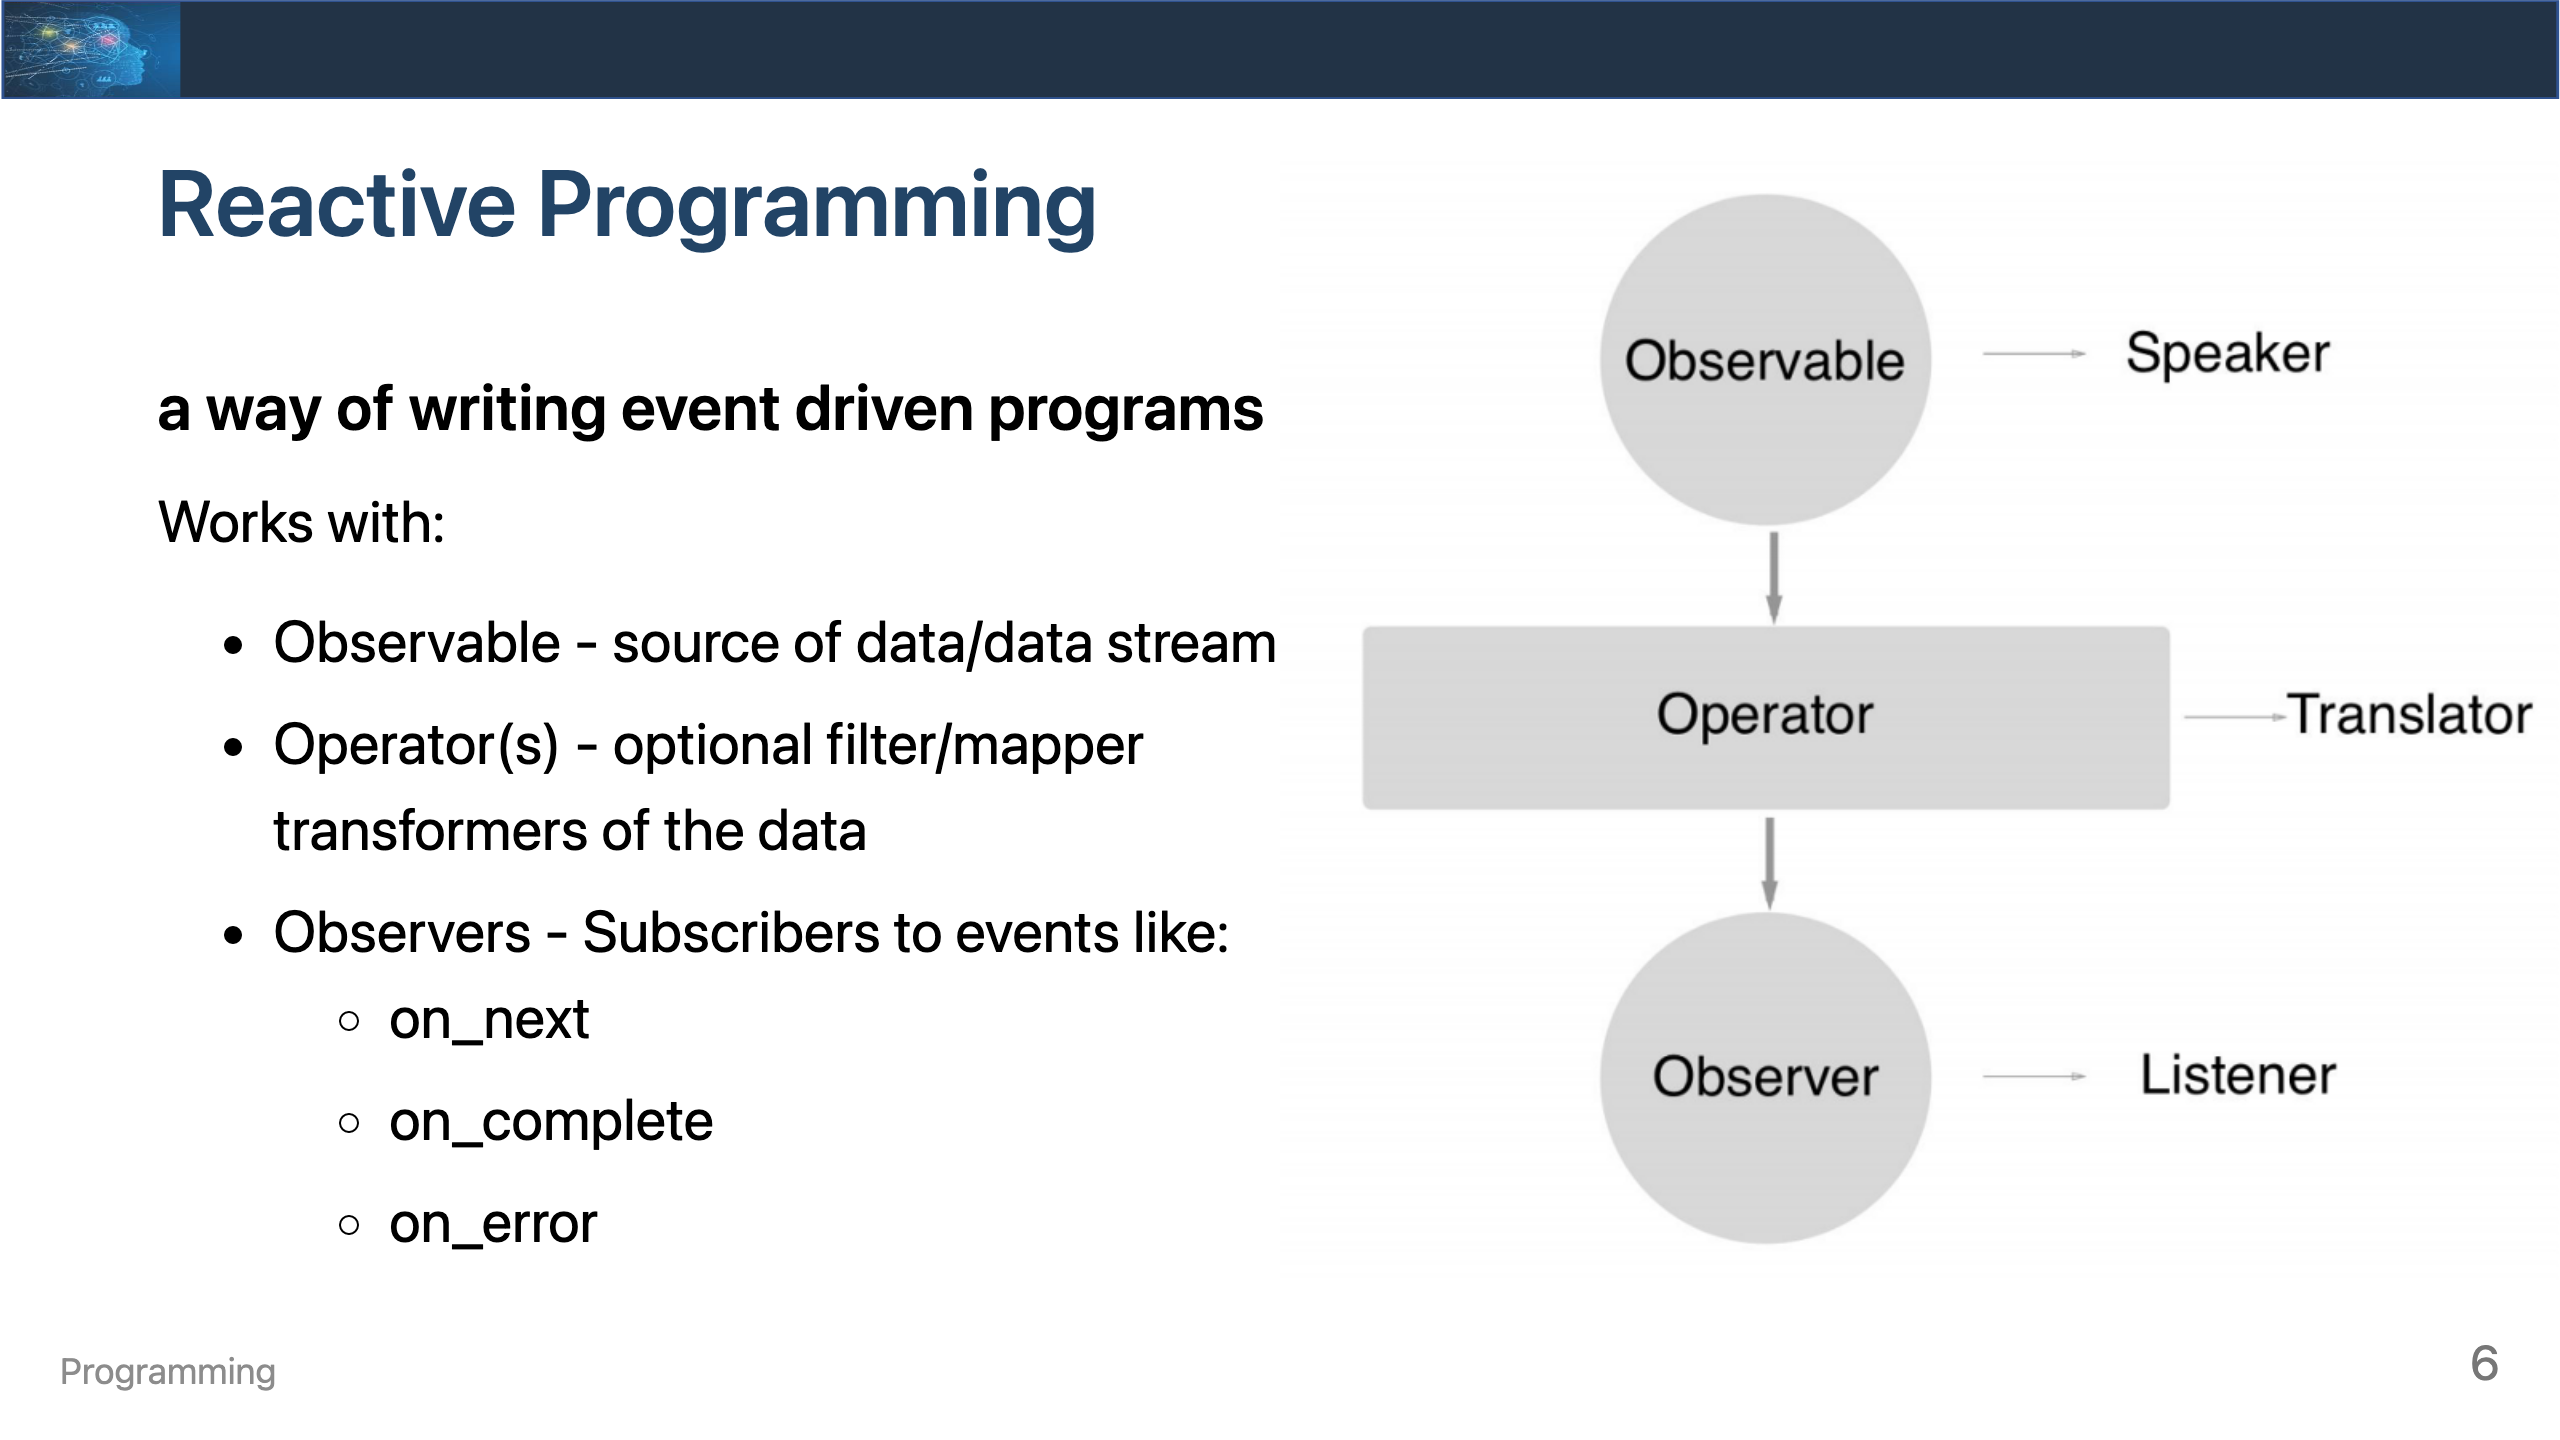 Reactive Programming
a way of writing event driven programs
Works with:
• Observable - source of data/data stream
• Operator(s) - optional filter/mapper
transformers of the data
• Observers - Subscribers to events like:
◦ on_next
◦ on_complete
◦ on_error
Observable
Speaker
Operator
Translator
Observer
Listener
Programming
6